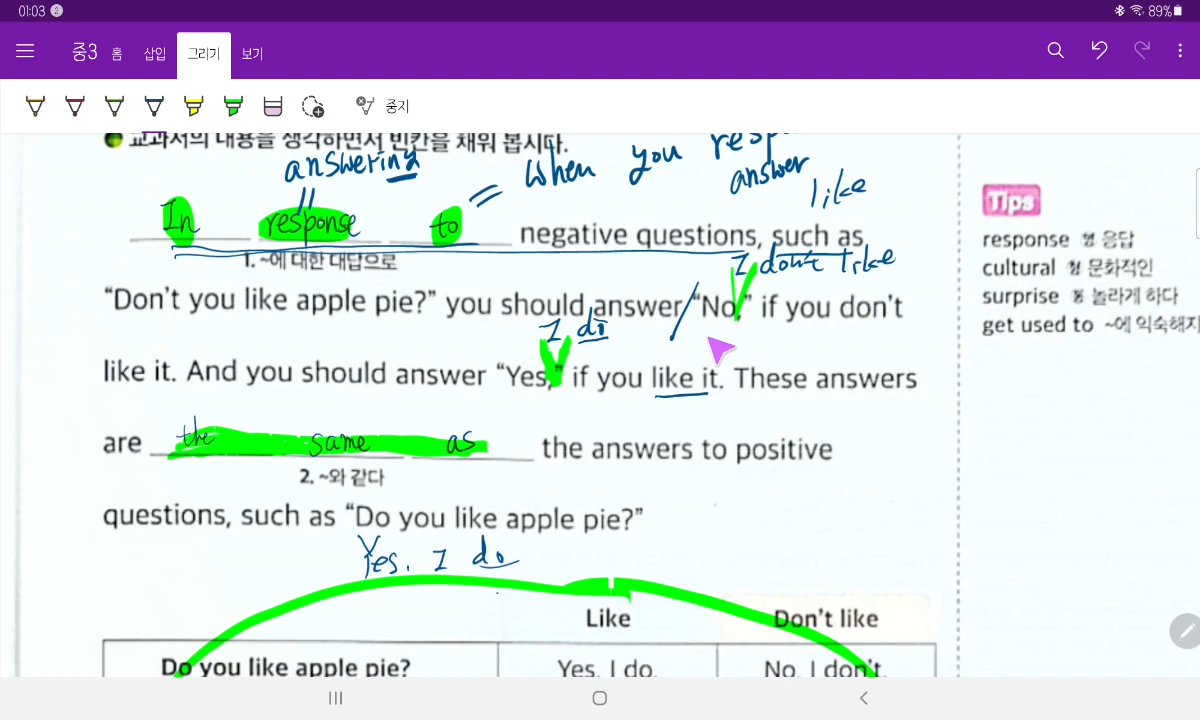 01:03 2 89%
중3 홈 삽입 그리기 보기
중지
교과서의 내용을 생각하면서 빈칸을 채워 봅시다.
answering = When you
answer
like
In response to negative questions, such as
1. ~에 대한 대답으로
I don't like
"Don't you like apple pie?" you should answer "No," if you don't
I do
like it. And you should answer "Yes," if you like it. These answers
are the same as the answers to positive
2. ~와 같다
questions, such as "Do you like apple pie?"
Yes. I do
Like Don't like
Do you like apple pie? Yes, I do. No, I don't.
Tips
response 명 응답
cultural 형 문화적인
surprise 동 놀라게 하다
get used to ~에 익숙해지